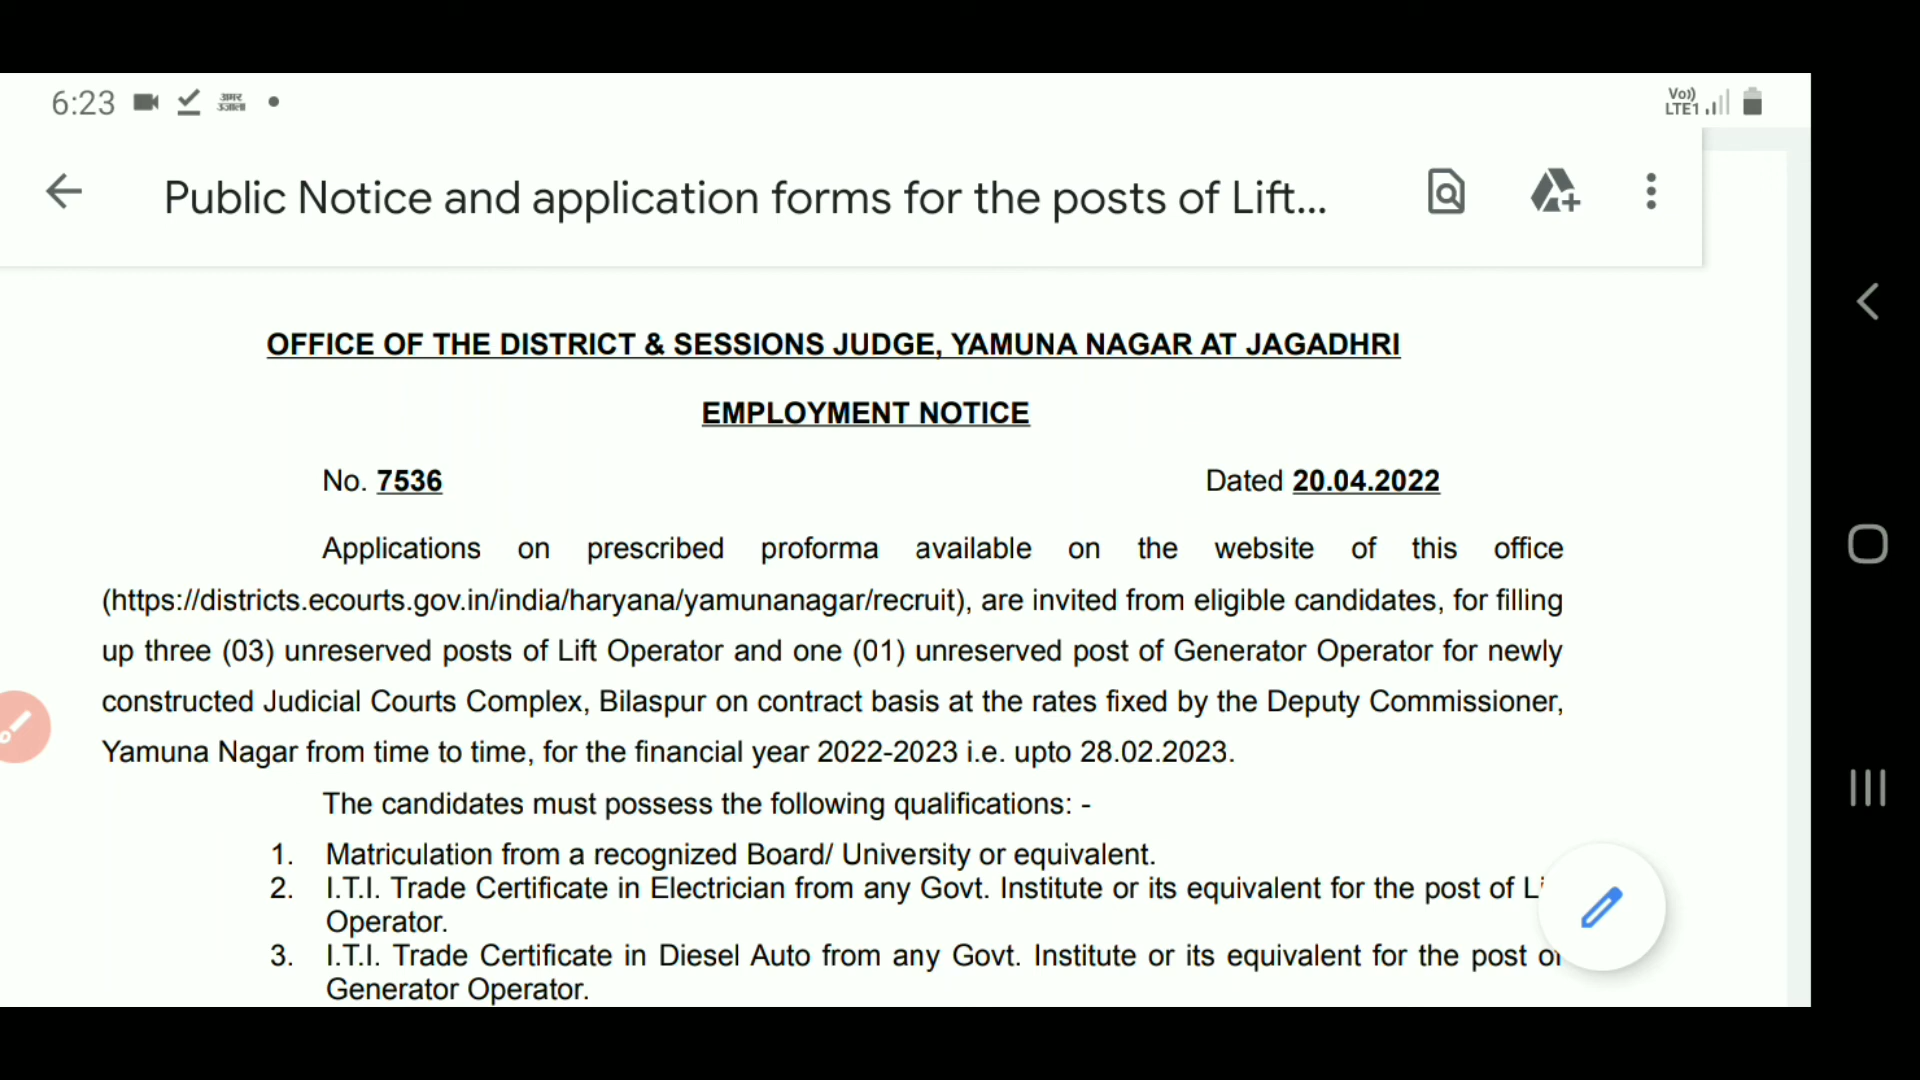 6:23 अमर उजाला Vo)) LTE1
Public Notice and application forms for the posts of Lift...
OFFICE OF THE DISTRICT & SESSIONS JUDGE, YAMUNA NAGAR AT JAGADHRI
EMPLOYMENT NOTICE
No. 7536 Dated 20.04.2022
Applications on prescribed proforma available on the website of this office
(https://districts.ecourts.gov.in/india/haryana/yamunanagar/recruit), are invited from eligible candidates, for filling
up three (03) unreserved posts of Lift Operator and one (01) unreserved post of Generator Operator for newly
constructed Judicial Courts Complex, Bilaspur on contract basis at the rates fixed by the Deputy Commissioner,
Yamuna Nagar from time to time, for the financial year 2022-2023 i.e. upto 28.02.2023.
The candidates must possess the following qualifications: -
1. Matriculation from a recognized Board/ University or equivalent.
2. I.T.I. Trade Certificate in Electrician from any Govt. Institute or its equivalent for the post of
Operator.
3. I.T.I. Trade Certificate in Diesel Auto from any Govt. Institute or its equivalent for the post of
Generator Operator.